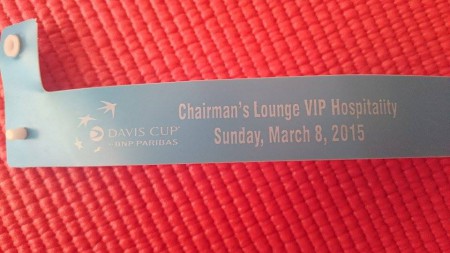 Chairman's Lounge VIP Hospitality
Sunday, March 8, 2015
DAVIS CUP
BNP PARIBAS